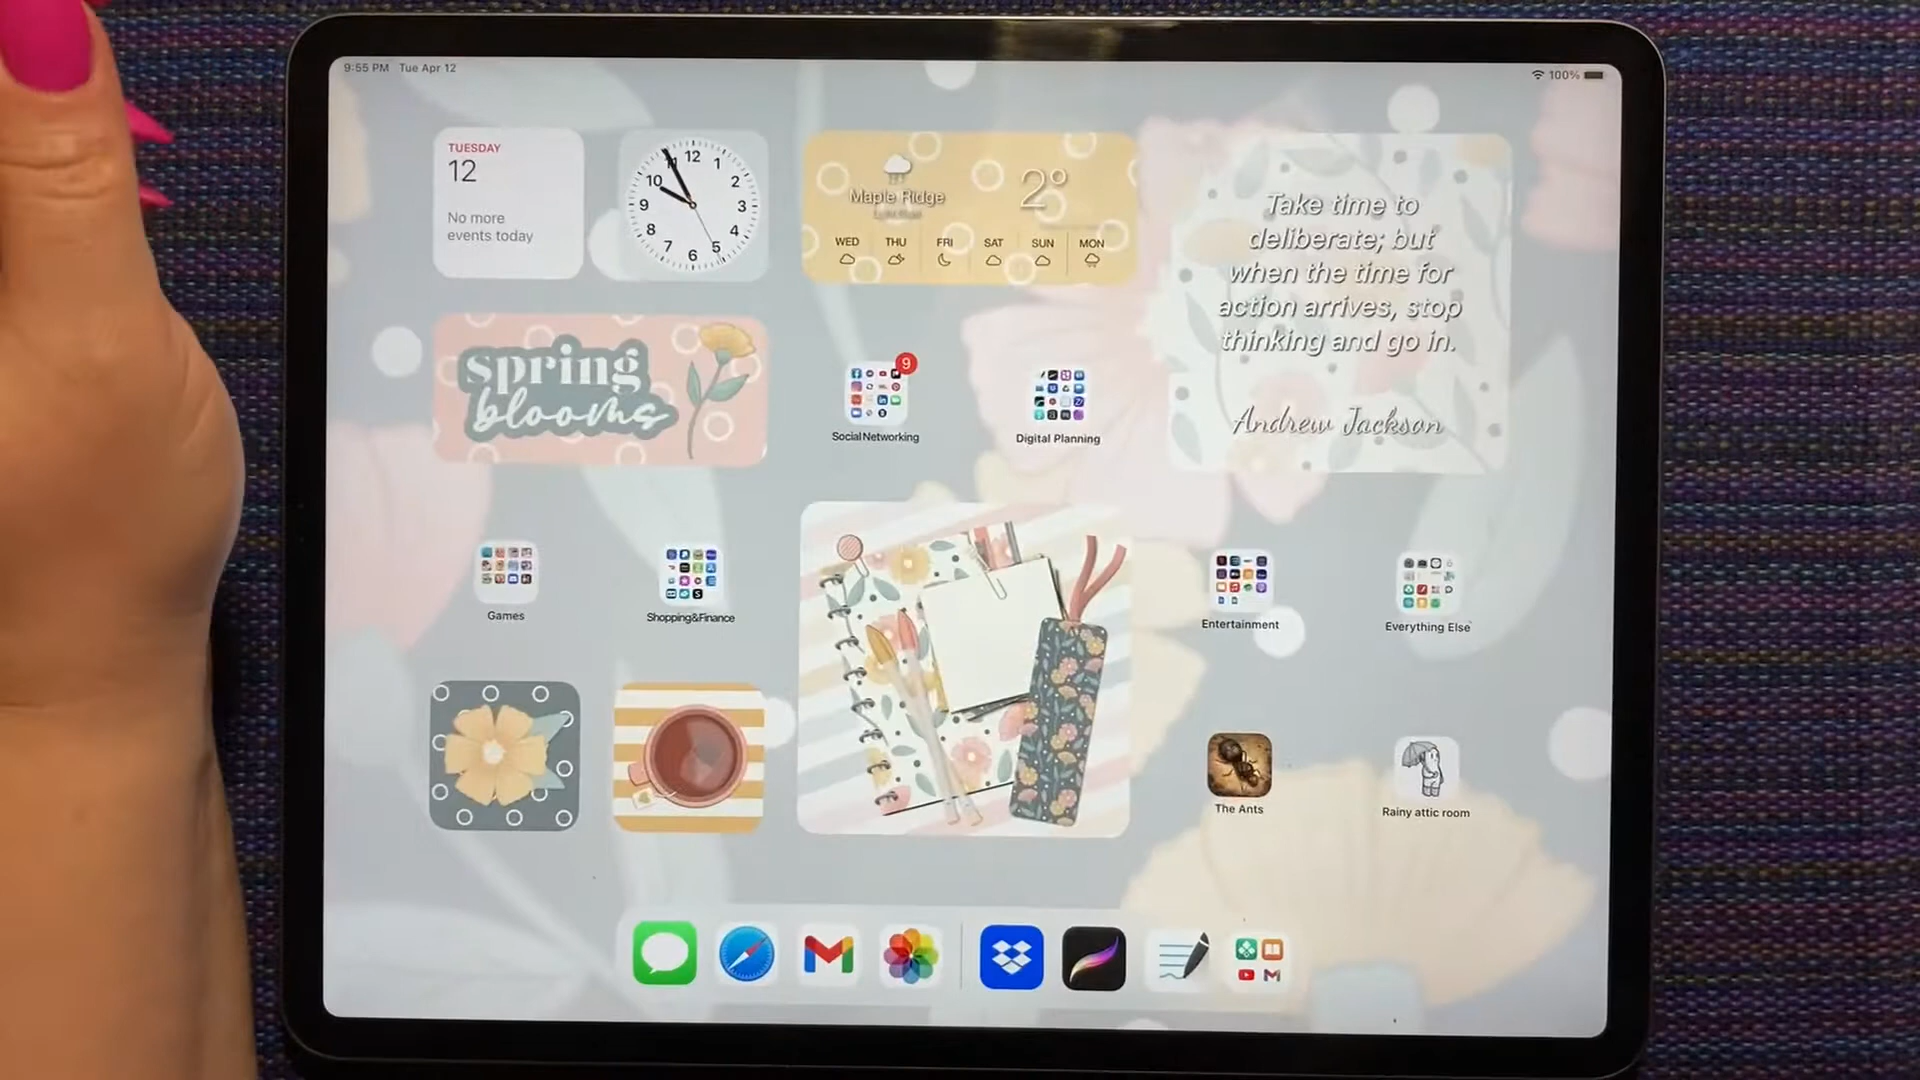 9:55 PM Tue Apr 12
100%
TUESDAY
12
No more
events today
12
1
2
3
4
5
6
7
8
9
10
11
Maple Ridge
2°
WED THU FRI SAT SUN MON
Take time to
deliberate; but
when the time for
action arrives, stop
thinking and go in.
Andrew Jackson
spring
blooms
9
Social Networking
Digital Planning
Games
Shopping&Finance
Entertainment
Everything Else
The Ants
Rainy attic room